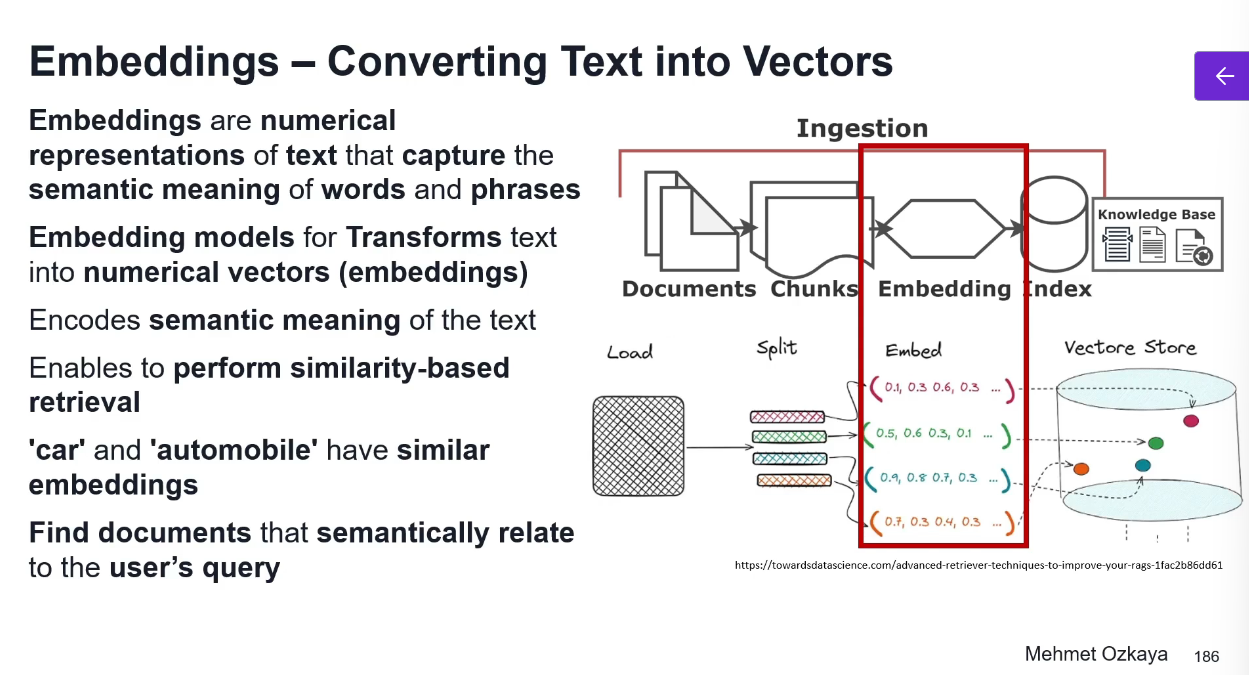 Embeddings – Converting Text into Vectors
Embeddings are numerical
representations of text that capture the
semantic meaning of words and phrases
Embedding models for Transforms text
into numerical vectors (embeddings)
Encodes semantic meaning of the text
Enables to perform similarity-based
retrieval
'car' and 'automobile' have similar
embeddings
Find documents that semantically relate
to the user’s query
Ingestion
Knowledge Base
Documents Chunks Embedding Index
Load Split Embed Vectore Store
(0.1, 0.3 0.6, 0.3 ...)
(0.5, 0.6 0.3, 0.1 ...)
(0.9, 0.8 0.7, 0.3 ...)
(0.7, 0.3 0.4, 0.3 ...)
https://towardsdatascience.com/advanced-retriever-techniques-to-improve-your-rags-1fac2b86dd61
Mehmet Ozkaya 186